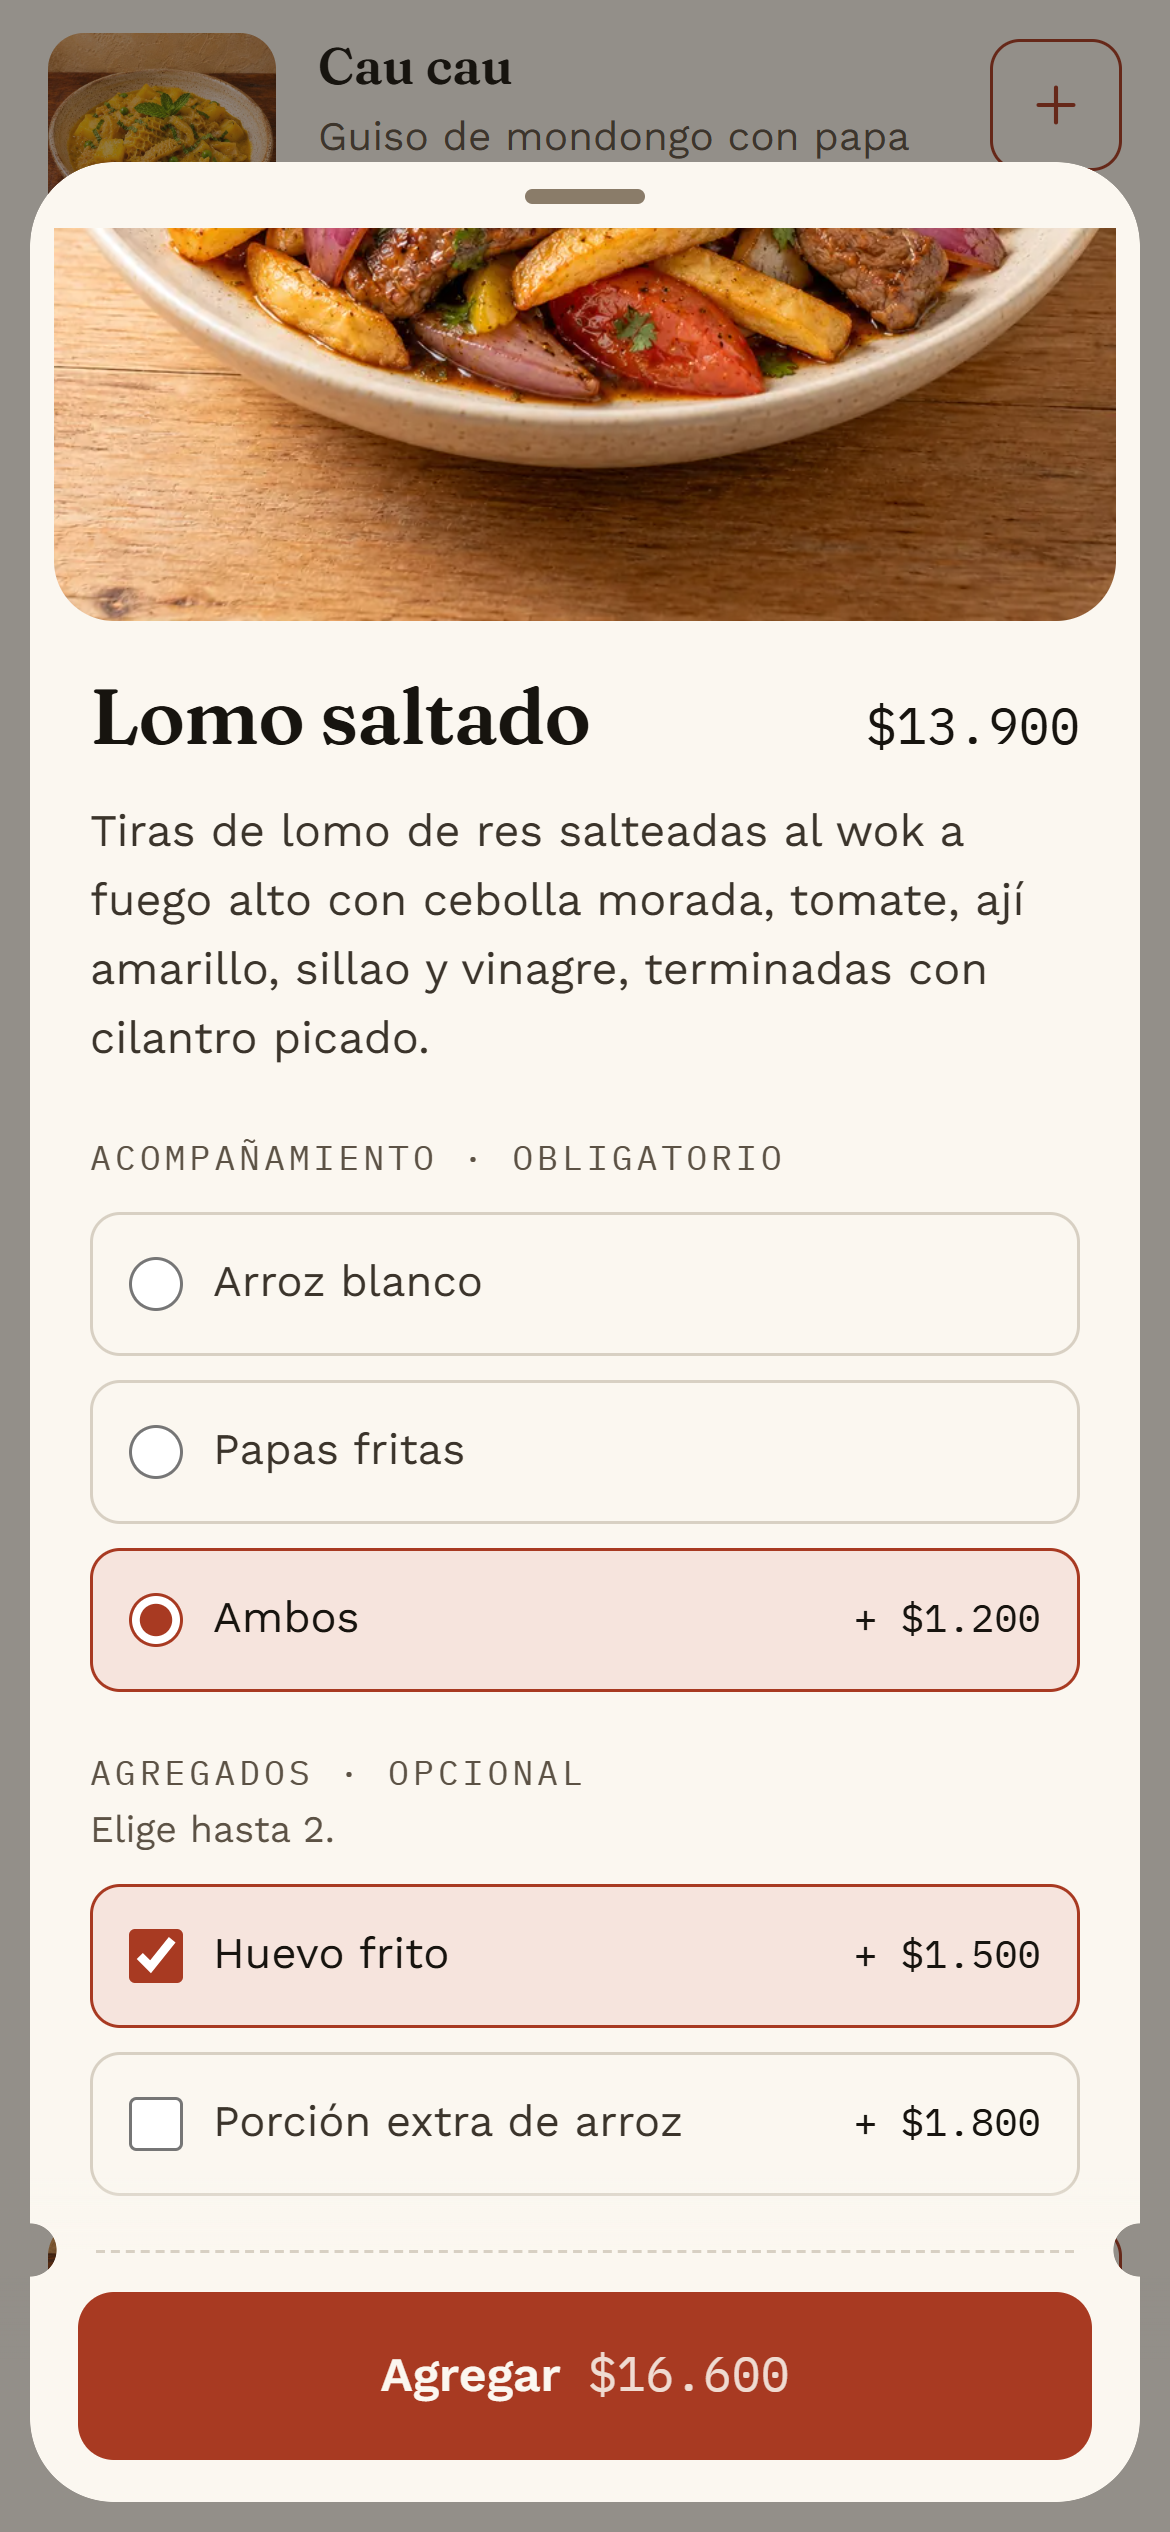 Cau cau
Guiso de mondongo con papa
Lomo saltado
$13.900
Tiras de lomo de res salteadas al wok a
fuego alto con cebolla morada, tomate, ají
amarillo, sillao y vinagre, terminadas con
cilantro picado.
ACOMPAÑAMIENTO · OBLIGATORIO
Arroz blanco
Papas fritas
Ambos + $1.200
AGREGADOS · OPCIONAL
Elige hasta 2.
Huevo frito + $1.500
Porción extra de arroz + $1.800
Agregar $16.600